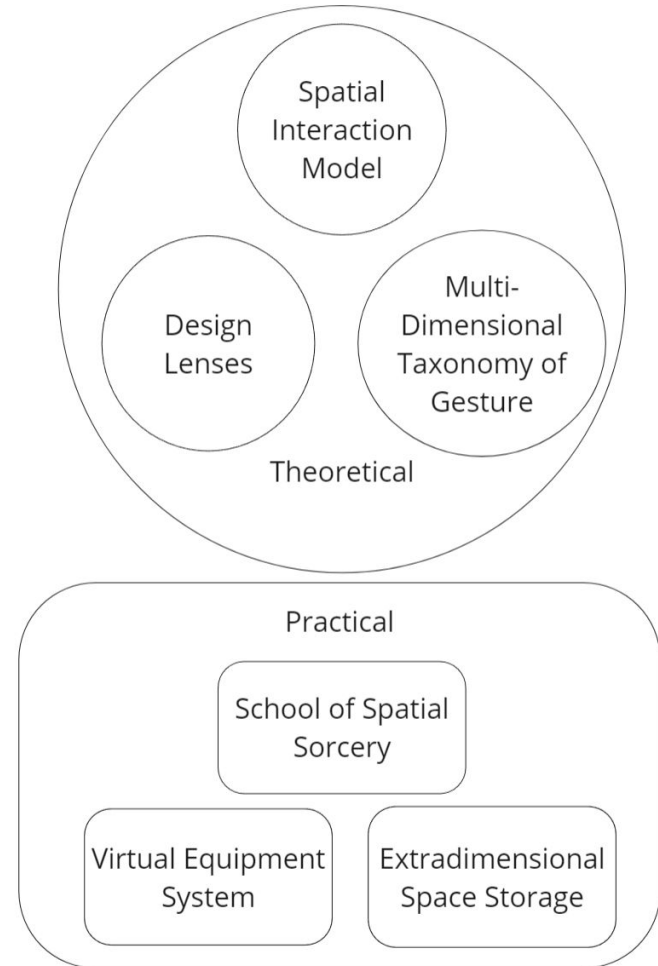 Spatial
Interaction
Model
Design
Lenses
Multi-
Dimensional
Taxonomy of
Gesture
Theoretical
Practical
School of Spatial
Sorcery
Virtual Equipment
System
Extradimensional
Space Storage